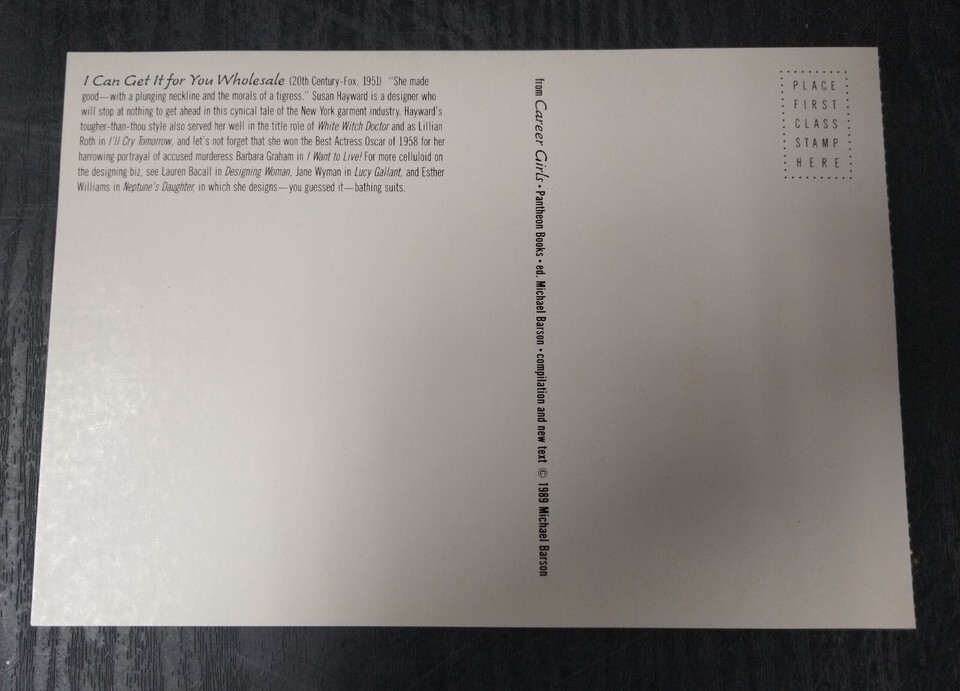 I Can Get It for You Wholesale (20th Century-Fox, 1951) "She made
good—with a plunging neckline and the morals of a tigress." Susan Hayward is a designer who
will stop at nothing to get ahead in this cynical tale of the New York garment industry. Hayward's
tougher-than-thou style also served her well in the title role of White Witch Doctor and as Lillian
Roth in I'll Cry Tomorrow, and let's not forget that she won the Best Actress Oscar of 1958 for her
harrowing portrayal of accused murderess Barbara Graham in I Want to Live! For more celluloid on
the designing biz, see Lauren Bacall in Designing Woman, Jane Wyman in Lucy Gallant, and Esther
Williams in Neptune's Daughter, in which she designs—you guessed it—bathing suits.
from Career Girls • Pantheon Books • ed. Michael Barson • compilation and new text © 1989 Michael Barson
PLACE
FIRST
CLASS
STAMP
HERE